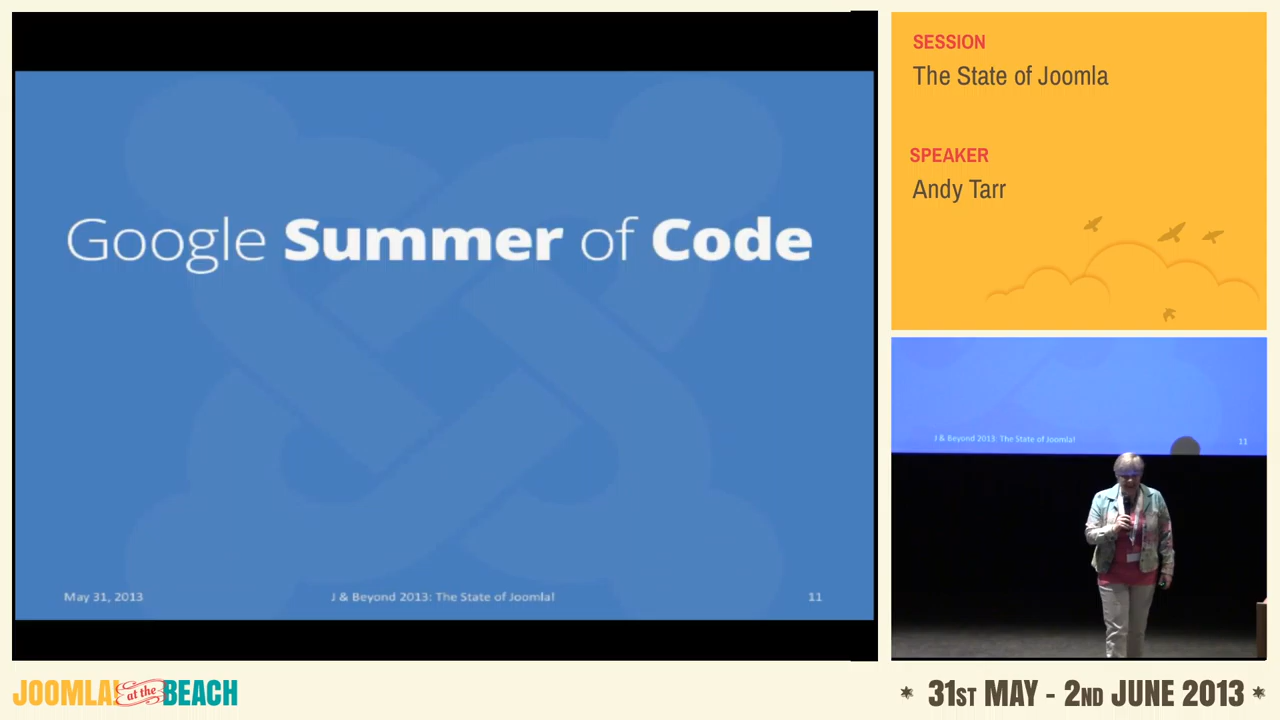 Google Summer of Code
May 31, 2013
J & Beyond 2013: The State of Joomla!
11
SESSION
The State of Joomla
SPEAKER
Andy Tarr
J & Beyond 2013: The State of Joomla!
11
JOOMLA! at the BEACH
* 31ST MAY - 2ND JUNE 2013 *